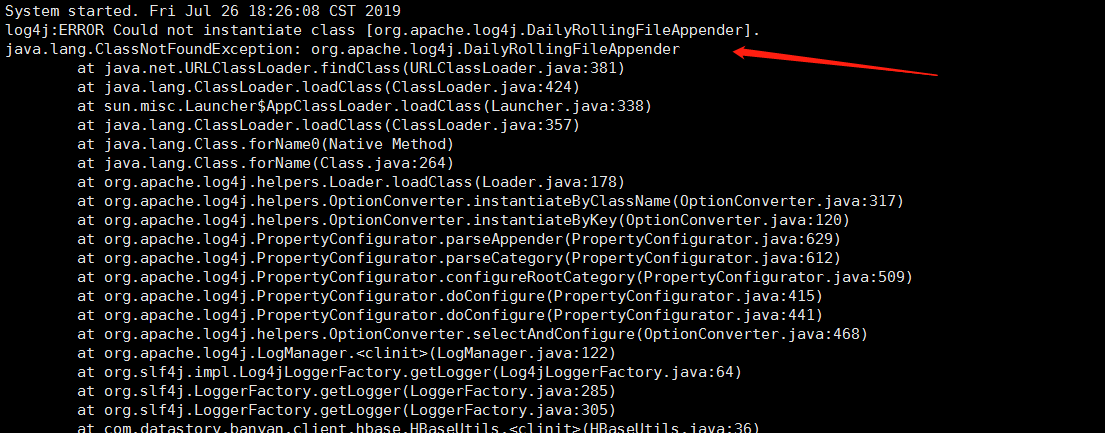 System started. Fri Jul 26 18:26:08 CST 2019
log4j:ERROR Could not instantiate class [org.apache.log4j.DailyRollingFileAppender].
java.lang.ClassNotFoundException: org.apache.log4j.DailyRollingFileAppender
        at java.net.URLClassLoader.findClass(URLClassLoader.java:381)
        at java.lang.ClassLoader.loadClass(ClassLoader.java:424)
        at sun.misc.Launcher$AppClassLoader.loadClass(Launcher.java:338)
        at java.lang.ClassLoader.loadClass(ClassLoader.java:357)
        at java.lang.Class.forName0(Native Method)
        at java.lang.Class.forName(Class.java:264)
        at org.apache.log4j.helpers.Loader.loadClass(Loader.java:178)
        at org.apache.log4j.helpers.OptionConverter.instantiateByClassName(OptionConverter.java:317)
        at org.apache.log4j.helpers.OptionConverter.instantiateByKey(OptionConverter.java:120)
        at org.apache.log4j.PropertyConfigurator.parseAppender(PropertyConfigurator.java:629)
        at org.apache.log4j.PropertyConfigurator.parseCategory(PropertyConfigurator.java:612)
        at org.apache.log4j.PropertyConfigurator.configureRootCategory(PropertyConfigurator.java:509)
        at org.apache.log4j.PropertyConfigurator.doConfigure(PropertyConfigurator.java:415)
        at org.apache.log4j.PropertyConfigurator.doConfigure(PropertyConfigurator.java:441)
        at org.apache.log4j.helpers.OptionConverter.selectAndConfigure(OptionConverter.java:468)
        at org.apache.log4j.LogManager.<clinit>(LogManager.java:122)
        at org.slf4j.impl.Log4jLoggerFactory.getLogger(Log4jLoggerFactory.java:64)
        at org.slf4j.LoggerFactory.getLogger(LoggerFactory.java:285)
        at org.slf4j.LoggerFactory.getLogger(LoggerFactory.java:305)
        at com.datastory.banyan.client.hbase.HBaseUtils.<clinit>(HBaseUtils.java:36)